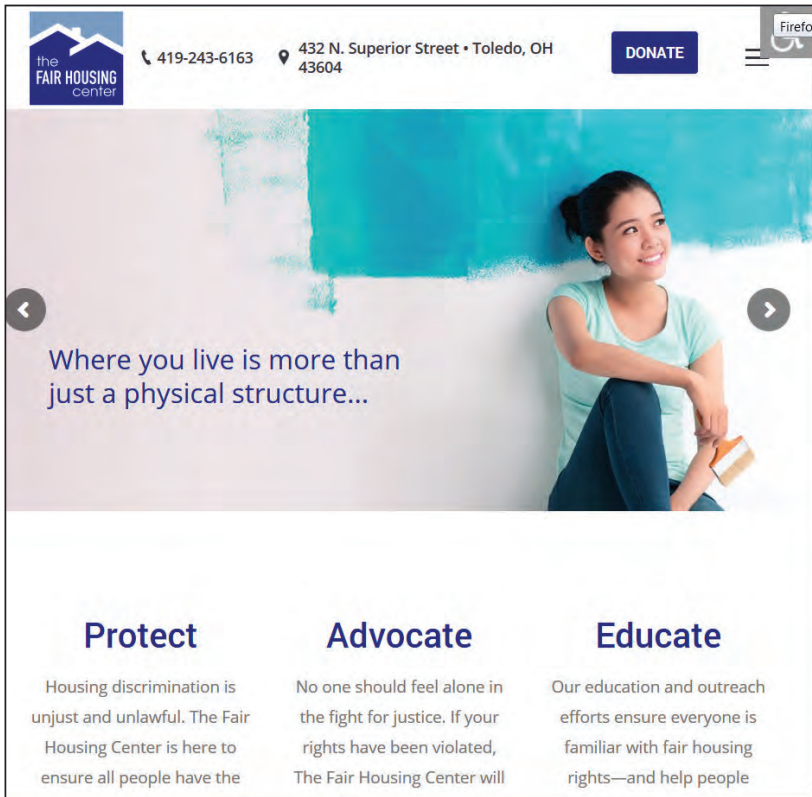 the
FAIR HOUSING
center
419-243-6163
432 N. Superior Street • Toledo, OH
43604
DONATE
Where you live is more than
just a physical structure...
Protect
Housing discrimination is
unjust and unlawful. The Fair
Housing Center is here to
ensure all people have the
Advocate
No one should feel alone in
the fight for justice. If your
rights have been violated,
The Fair Housing Center will
Educate
Our education and outreach
efforts ensure everyone is
familiar with fair housing
rights—and help people